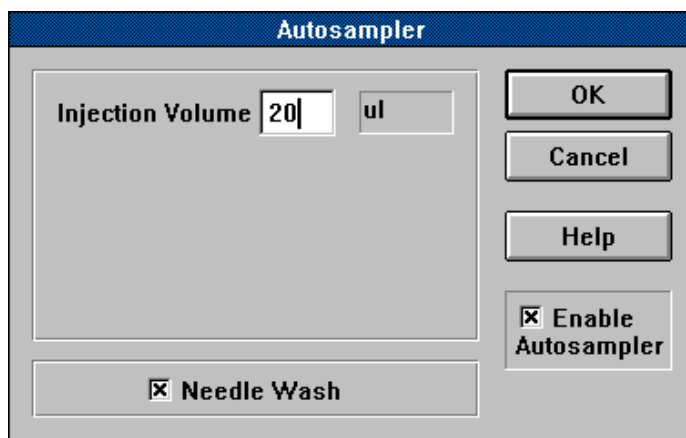 Autosampler
Injection Volume 20 ul
OK
Cancel
Help
Enable
Autosampler
Needle Wash